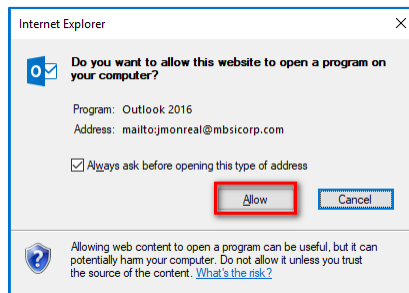 Internet Explorer
Do you want to allow this website to open a program on
your computer?
Program: Outlook 2016
Address: mailto:jmonreal@mbsicorp.com
Always ask before opening this type of address
Allow Cancel
Allowing web content to open a program can be useful, but it can
potentially harm your computer. Do not allow it unless you trust
the source of the content. What's the risk?